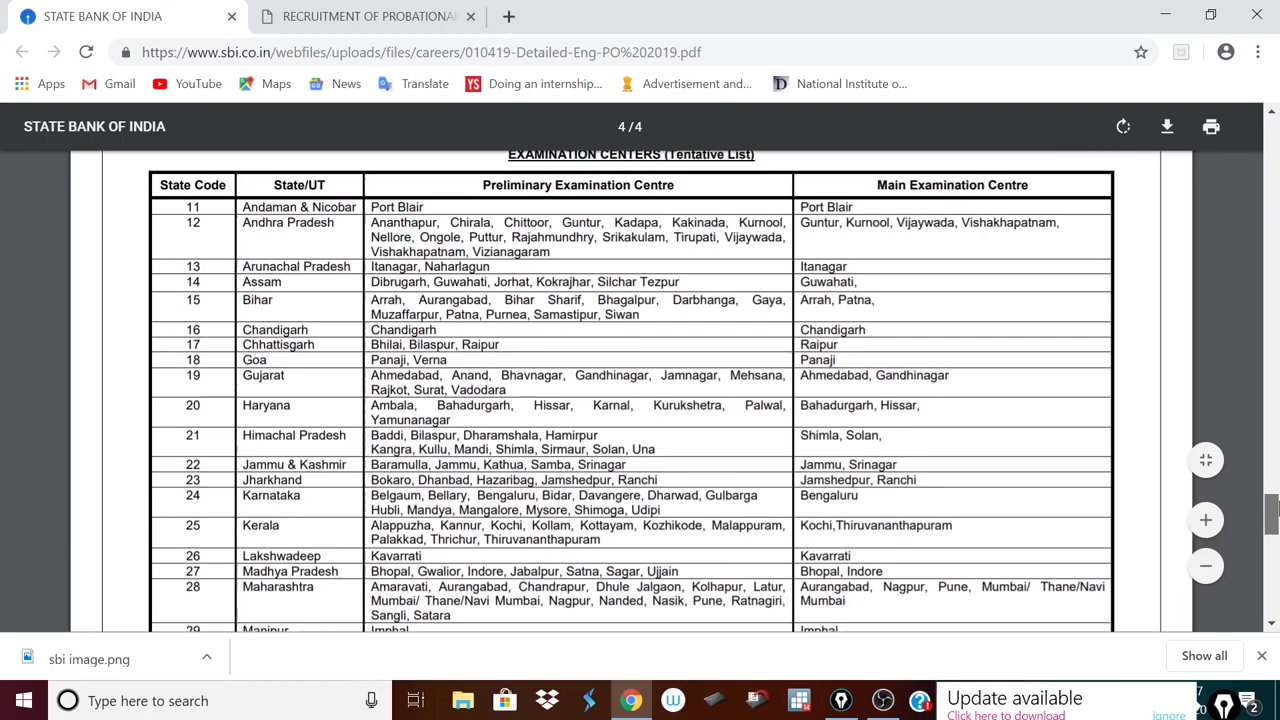 STATE BANK OF INDIA
RECRUITMENT OF PROBATIONA
https://www.sbi.co.in/webfiles/uploads/files/careers/010419-Detailed-Eng-PO%202019.pdf
Apps Gmail YouTube Maps News Translate Doing an internship... Advertisement and... National Institute o...
STATE BANK OF INDIA 4 / 4
EXAMINATION CENTERS (Tentative List)
State Code State/UT Preliminary Examination Centre Main Examination Centre
11 Andaman & Nicobar Port Blair Port Blair
12 Andhra Pradesh Ananthapur, Chirala, Chittoor, Guntur, Kadapa, Kakinada, Kurnool, Guntur, Kurnool, Vijaywada, Vishakhapatnam,
Nellore, Ongole, Puttur, Rajahmundhry, Srikakulam, Tirupati, Vijaywada,
Vishakhapatnam, Vizianagaram
13 Arunachal Pradesh Itanagar, Naharlagun Itanagar
14 Assam Dibrugarh, Guwahati, Jorhat, Kokrajhar, Silchar Tezpur Guwahati,
15 Bihar Arrah, Aurangabad, Bihar Sharif, Bhagalpur, Darbhanga, Gaya, Arrah, Patna,
Muzaffarpur, Patna, Purnea, Samastipur, Siwan
16 Chandigarh Chandigarh Chandigarh
17 Chhattisgarh Bhilai, Bilaspur, Raipur Raipur
18 Goa Panaji, Verna Panaji
19 Gujarat Ahmedabad, Anand, Bhavnagar, Gandhinagar, Jamnagar, Mehsana, Ahmedabad, Gandhinagar
Rajkot, Surat, Vadodara
20 Haryana Ambala, Bahadurgarh, Hissar, Karnal, Kurukshetra, Palwal, Bahadurgarh, Hissar,
Yamunanagar
21 Himachal Pradesh Baddi, Bilaspur, Dharamshala, Hamirpur Shimla, Solan,
Kangra, Kullu, Mandi, Shimla, Sirmaur, Solan, Una
22 Jammu & Kashmir Baramulla, Jammu, Kathua, Samba, Srinagar Jammu, Srinagar
23 Jharkhand Bokaro, Dhanbad, Hazaribag, Jamshedpur, Ranchi Jamshedpur, Ranchi
24 Karnataka Belgaum, Bellary, Bengaluru, Bidar, Davangere, Dharwad, Gulbarga Bengaluru
Hubli, Mandya, Mangalore, Mysore, Shimoga, Udipi
25 Kerala Alappuzha, Kannur, Kochi, Kollam, Kottayam, Kozhikode, Malappuram, Kochi,Thiruvananthapuram
Palakkad, Thrichur, Thiruvananthapuram
26 Lakshwadeep Kavarrati Kavarrati
27 Madhya Pradesh Bhopal, Gwalior, Indore, Jabalpur, Satna, Sagar, Ujjain Bhopal, Indore
28 Maharashtra Amaravati, Aurangabad, Chandrapur, Dhule Jalgaon, Kolhapur, Latur, Aurangabad, Nagpur, Pune, Mumbai/ Thane/Navi
Mumbai/ Thane/Navi Mumbai, Nagpur, Nanded, Nasik, Pune, Ratnagiri, Mumbai
Sangli, Satara
29 Manipur Imphal Imphal
sbi image.png Show all
Type here to search
Update available
Click here to download ignore
2